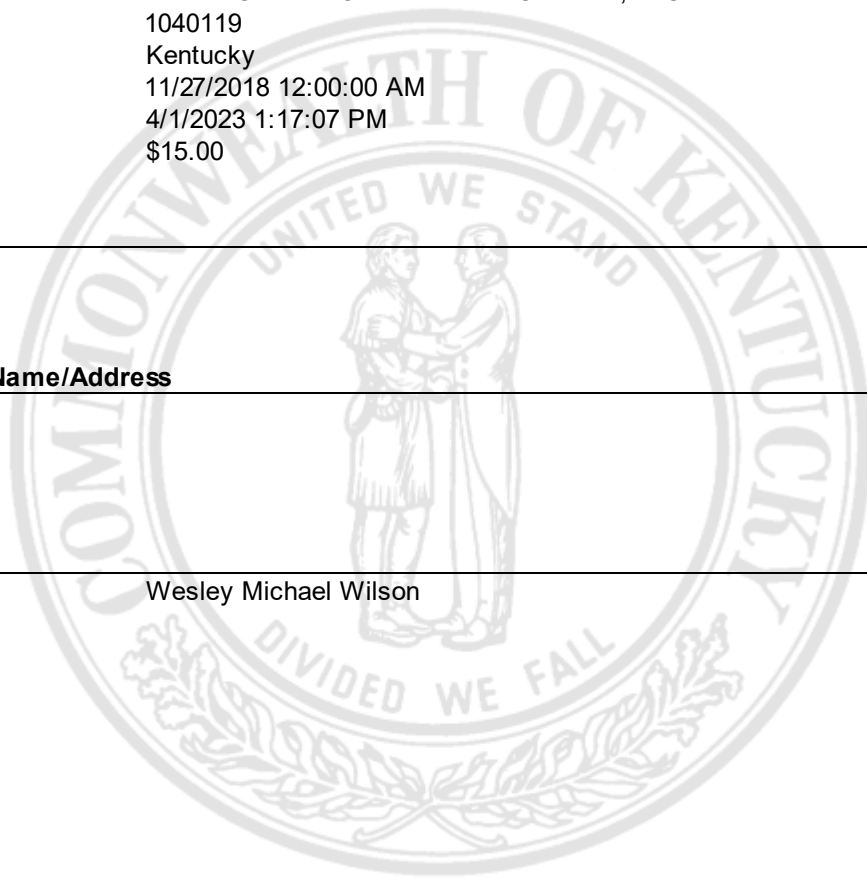 1040119
Kentucky
11/27/2018 12:00:00 AM
4/1/2023 1:17:07 PM
$15.00
Name/Address
Wesley Michael Wilson
COMMONWEALTH OF KENTUCKY
UNITED WE STAND
DIVIDED WE FALL